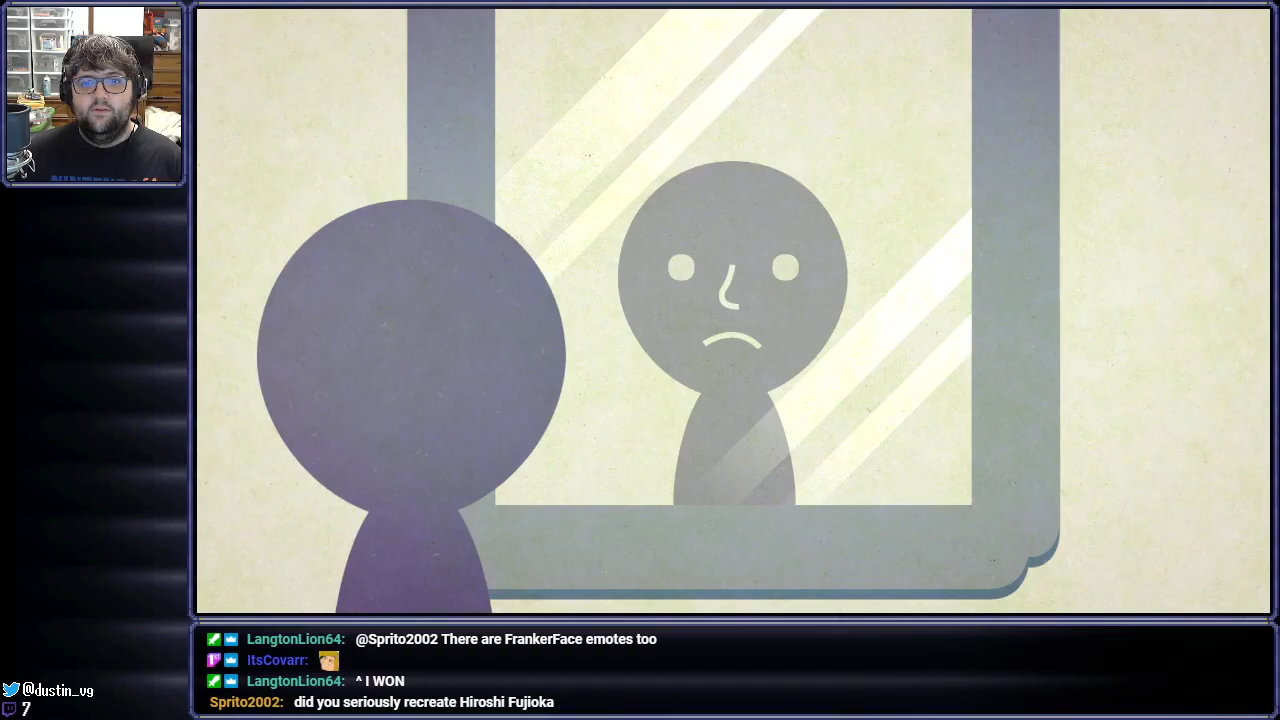 LangtonLion64: @Sprito2002 There are FrankerFace emotes too
ItsCovarr:
LangtonLion64: ^ I WON
Sprito2002: did you seriously recreate Hiroshi Fujioka
@dustin_vg
7